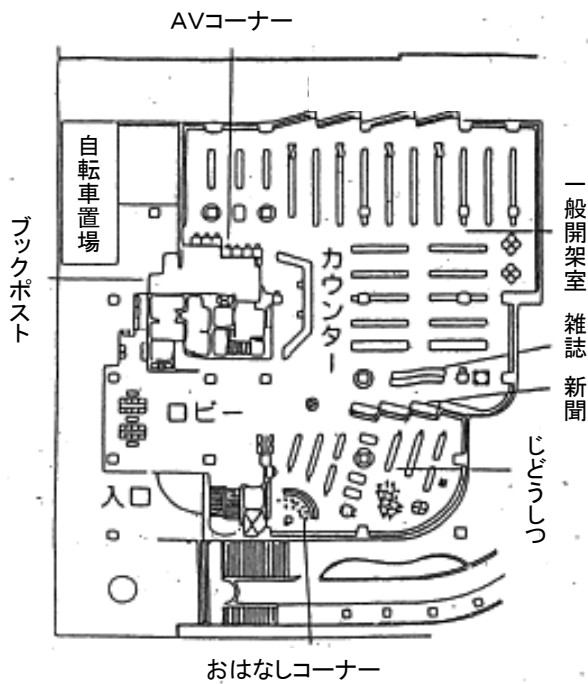 AVコーナー
自転車置場
ブックポスト
カウンター
一般開架室
雑誌
新聞
ロビー
じどうしつ
入口
おはなしコーナー